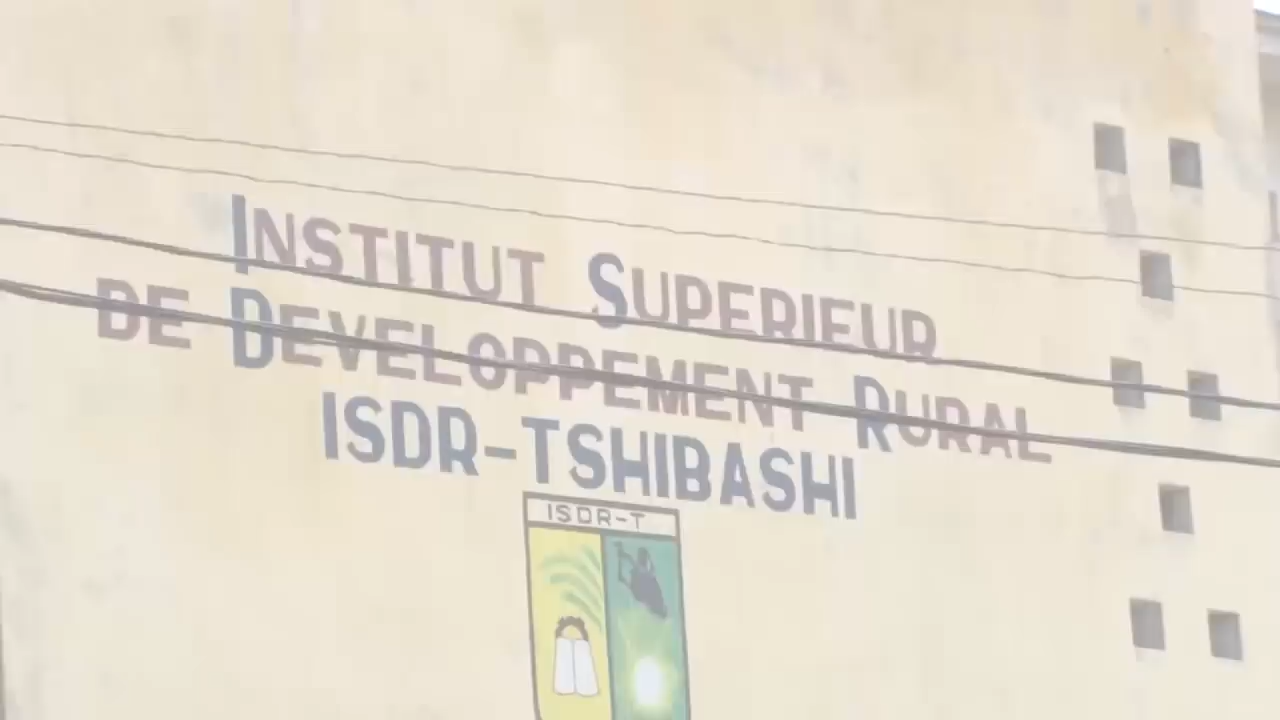 INSTITUT SUPERIEUR
DE DEVELOPPEMENT RURAL
ISDR-TSHIBASHI
ISDR-T